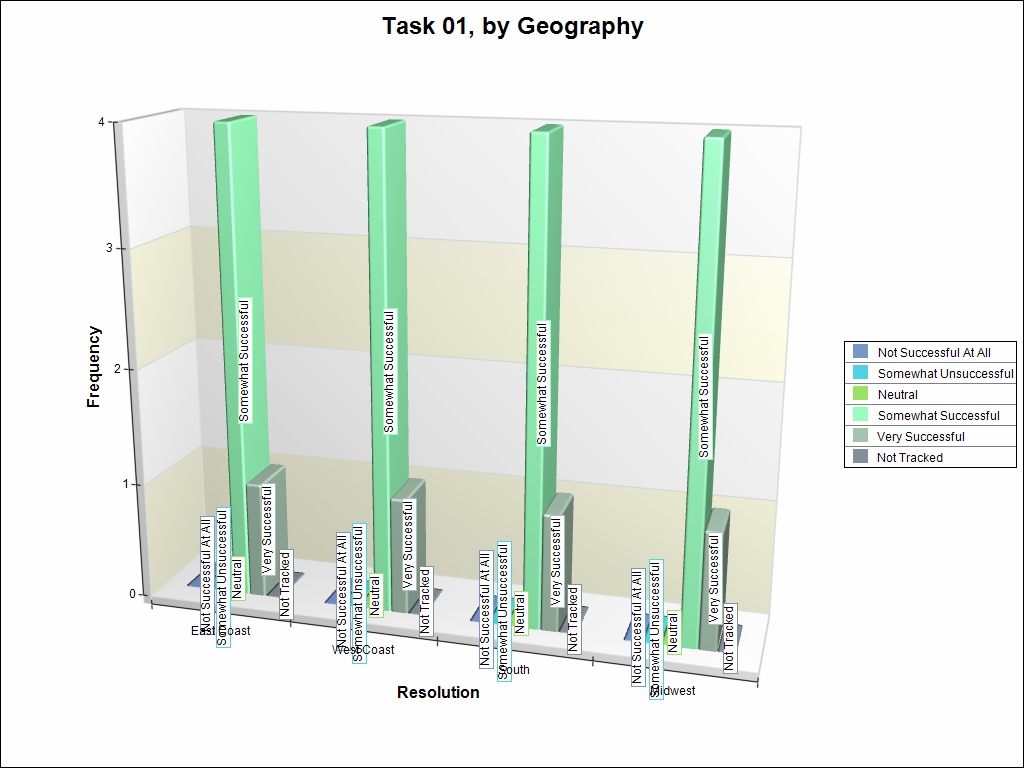 Task 01, by Geography
4
3
2
1
0
Frequency
Somewhat Successful
Somewhat Successful
Somewhat Successful
Somewhat Successful
Not Successful At All
Somewhat Unsuccessful
Neutral
Very Successful
Not Tracked
Not Successful At All
Somewhat Unsuccessful
Neutral
Very Successful
Not Tracked
Not Successful At All
Somewhat Unsuccessful
Neutral
Very Successful
Not Tracked
Not Successful At All
Somewhat Unsuccessful
Neutral
Very Successful
Not Tracked
East Coast
West Coast
South
Midwest
Resolution
Not Successful At All
Somewhat Unsuccessful
Neutral
Somewhat Successful
Very Successful
Not Tracked